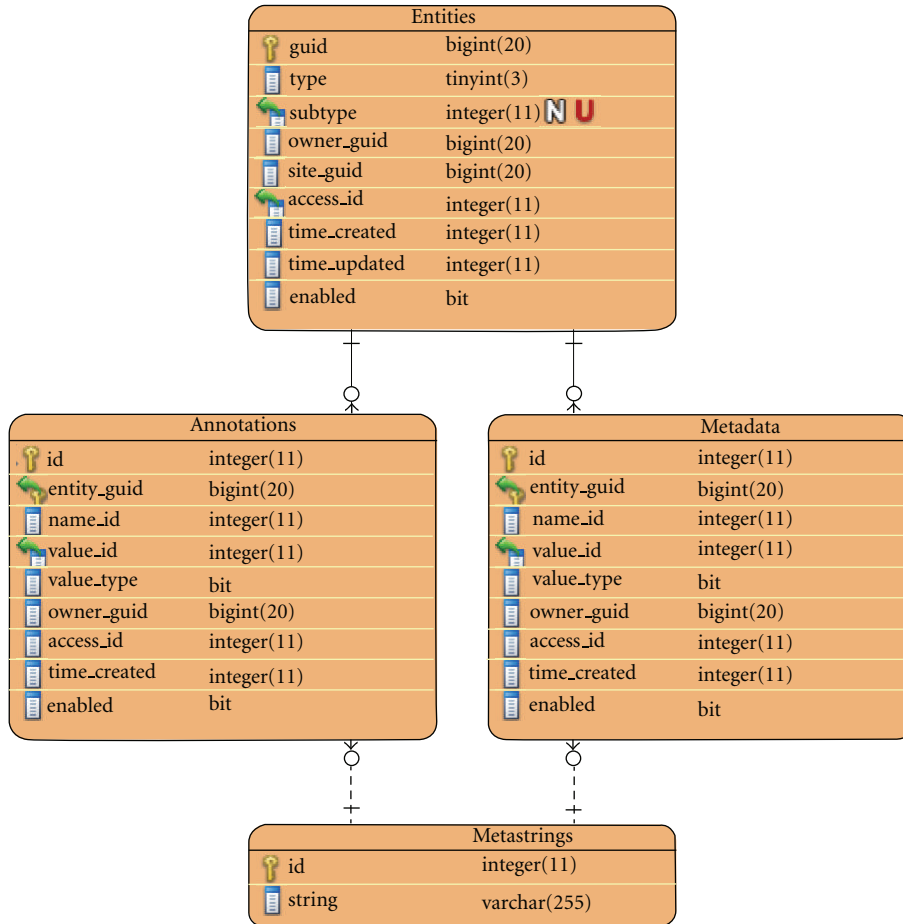 Entities
guid bigint(20)
type tinyint(3)
subtype integer(11) N U
owner_guid bigint(20)
site_guid bigint(20)
access_id integer(11)
time_created integer(11)
time_updated integer(11)
enabled bit
Annotations
id integer(11)
entity_guid bigint(20)
name_id integer(11)
value_id integer(11)
value_type bit
owner_guid bigint(20)
access_id integer(11)
time_created integer(11)
enabled bit
Metadata
id integer(11)
entity_guid bigint(20)
name_id integer(11)
value_id integer(11)
value_type bit
owner_guid bigint(20)
access_id integer(11)
time_created integer(11)
enabled bit
Metastrings
id integer(11)
string varchar(255)